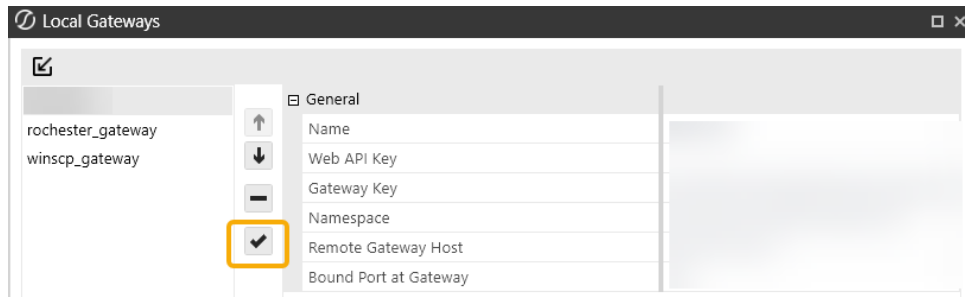 Local Gateways
General
rochester_gateway
Name
winscp_gateway
Web API Key
Gateway Key
Namespace
Remote Gateway Host
Bound Port at Gateway